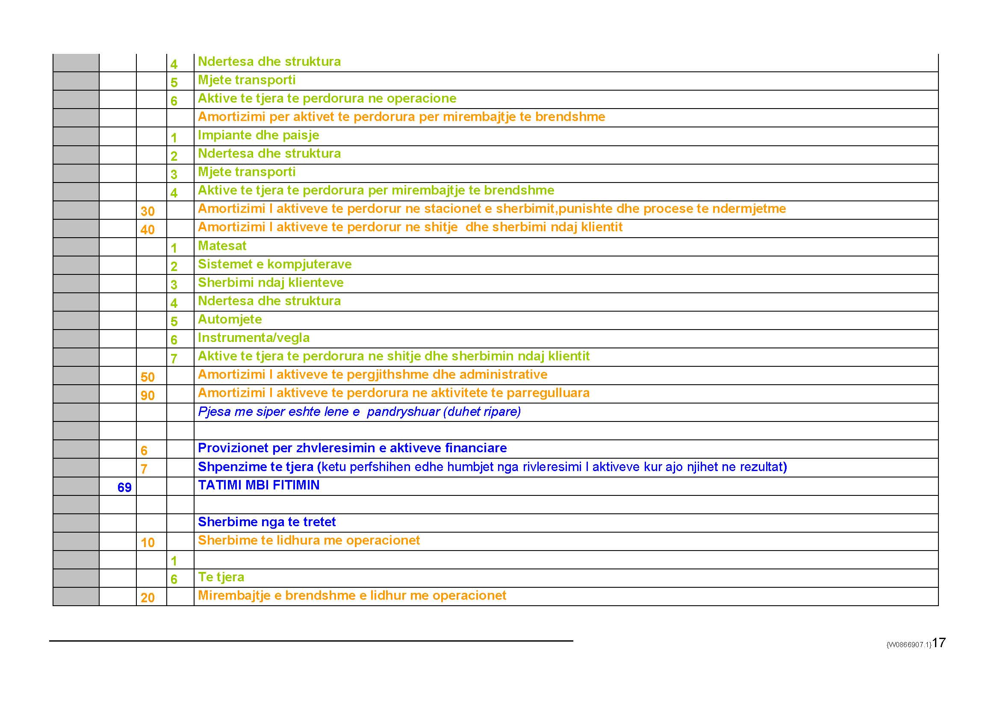 4 Ndertesa dhe struktura
5 Mjete transporti
6 Aktive te tjera te perdorura ne operacione
Amortizimi per aktivet te perdorura per mirembajtje te brendshme
1 Impiante dhe paisje
2 Ndertesa dhe struktura
3 Mjete transporti
4 Aktive te tjera te perdorura per mirembajtje te brendshme
30 Amortizimi I aktiveve te perdorur ne stacionet e sherbimit,punishte dhe procese te ndermjetme
40 Amortizimi I aktiveve te perdorur ne shitje  dhe sherbimi ndaj klientit
1 Matesat
2 Sistemet e kompjuterave
3 Sherbimi ndaj klienteve
4 Ndertesa dhe struktura
5 Automjete
6 Instrumenta/vegla
7 Aktive te tjera te perdorura ne shitje dhe sherbimin ndaj klientit
50 Amortizimi I aktiveve te pergjithshme dhe administrative
90 Amortizimi I aktiveve te perdorura ne aktivitete te parregulluara
Pjesa me siper eshte lene e  pandryshuar (duhet ripare)
6 Provizionet per zhvleresimin e aktiveve financiare
7 Shpenzime te tjera (ketu perfshihen edhe humbjet nga rivleresimi I aktiveve kur ajo njihet ne rezultat)
69 TATIMI MBI FITIMIN
Sherbime nga te tretet
10 Sherbime te lidhura me operacionet
1
6 Te tjera
20 Mirembajtje e brendshme e lidhur me operacionet
{W0866907.1}17